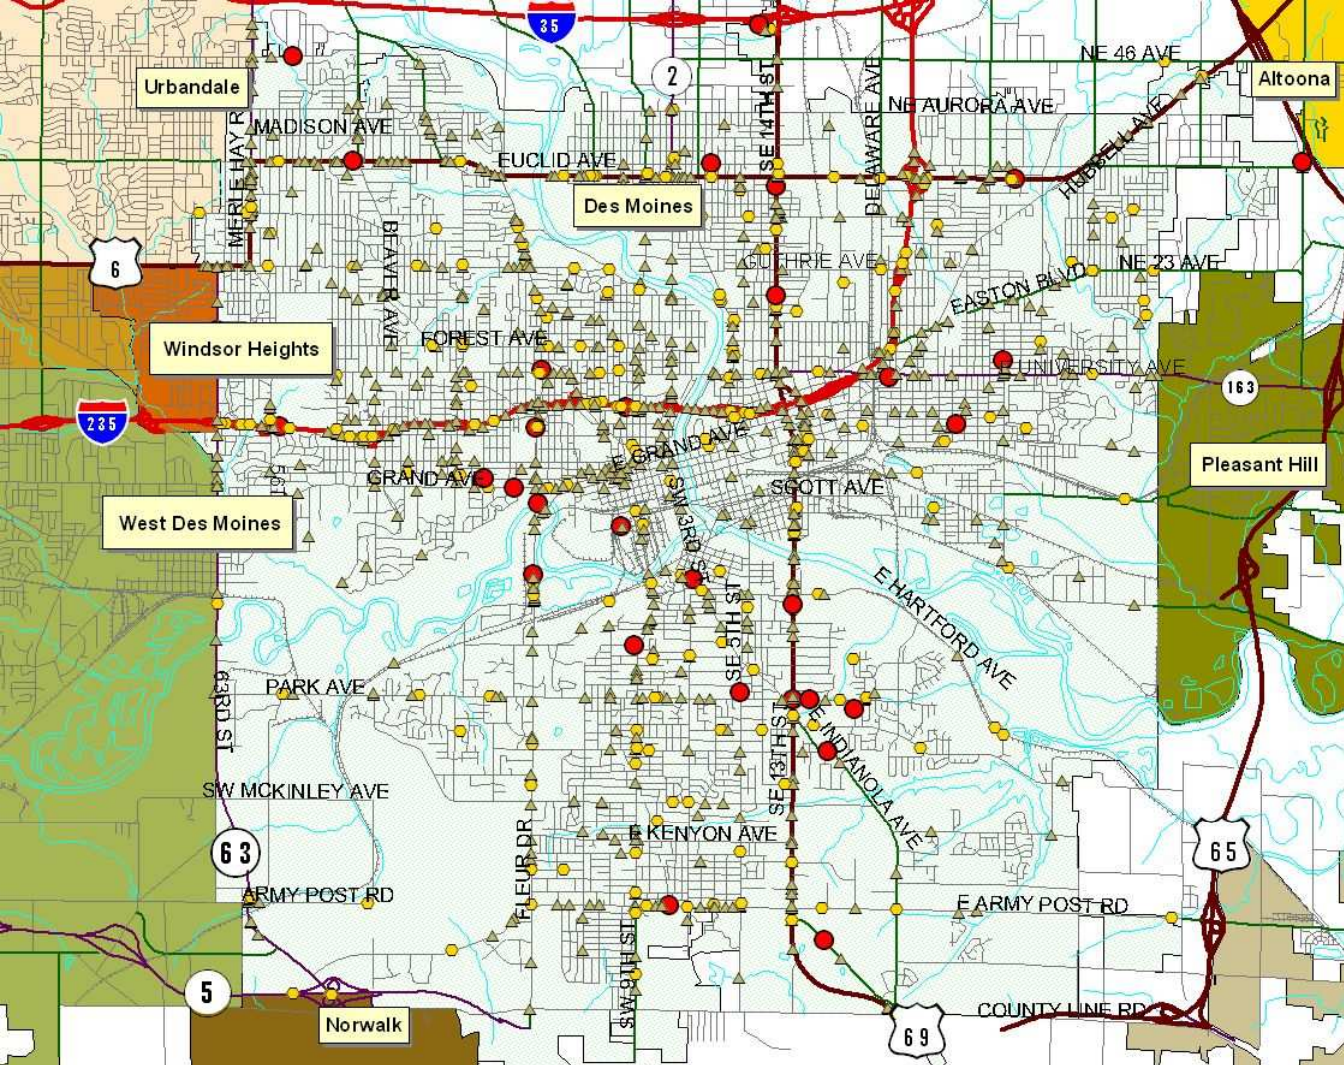 35
NE 46 AVE
Urbandale
2
Altoona
SE 14TH ST
DELAWARE AVE
NE AURORA AVE
MADISON AVE
MERLE HAY R
EUCLID AVE
HUBBELL AVE
Des Moines
BEAVER AVE
6
GUTHRIE AVE
NE 23 AVE
EASTON BLVD
Windsor Heights
FOREST AVE
E UNIVERSITY AVE
163
235
E GRAND AVE
Pleasant Hill
GRAND AVE
SCOTT AVE
SW 3RD ST
West Des Moines
E HARTFORD AVE
SE 5TH ST
PARK AVE
63RD ST
SE 13TH ST
E INDIANOLA AVE
SW MCKINLEY AVE
E KENYON AVE
63
65
FLEUR DR
ARMY POST RD
E ARMY POST RD
SW 9TH ST
5
COUNTY LINE RD
Norwalk
69